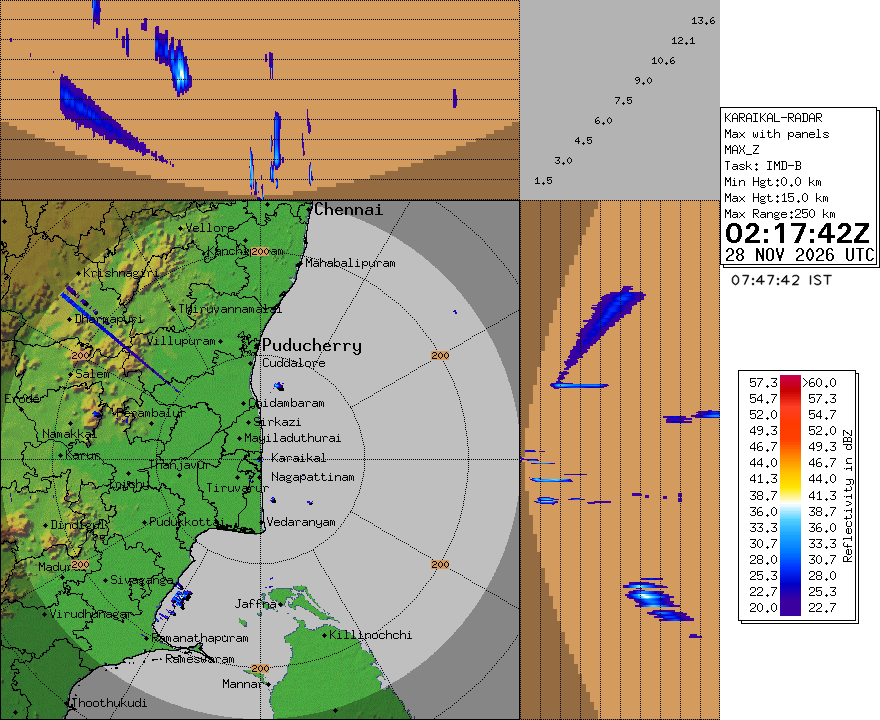 13.6
12.1
10.6
9.0
7.5
6.0
4.5
3.0
1.5
KARAIKAL-RADAR
Max with panels
MAX_Z
Task: IMD-B
Min Hgt:0.0 km
Max Hgt:15.0 km
Max Range:250 km
02:17:42Z
28 NOV 2026 UTC
07:47:42 IST
Chennai
Vellore
200
Mahabalipuram
Krishnagiri
Thiruvannamalai
Dharmapuri
Villupuram
Puducherry
200
200
Cuddalore
Salem
Erode
Chidambaram
Perambalur
Sirkazi
Namakkal
Mayiladuthurai
Karur
Karaikal
Thanjavur
Nagapattinam
Tiruvarur
Dindigul
Pudukkottai
Vedaranyam
200
200
Madurai
Sivaganga
Jaffna
Virudhunagar
Ramanathapuram
Killinochchi
Rameswaram
200
Mannar
Thoothukudi
57.3 >60.0
54.7 57.3
52.0 54.7
49.3 52.0
46.7 49.3
44.0 46.7
41.3 44.0
38.7 41.3
36.0 38.7
33.3 36.0
30.7 33.3
28.0 30.7
25.3 28.0
22.7 25.3
20.0 22.7
Reflectivity in dBZ